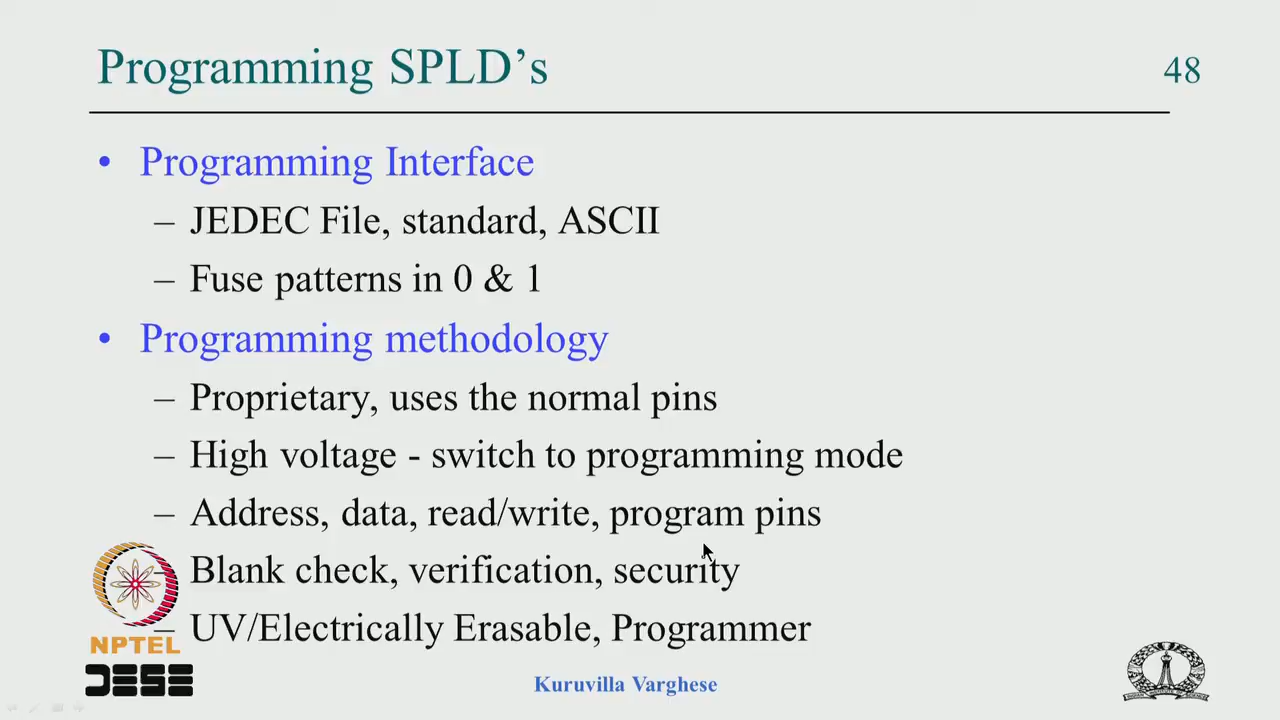 Programming SPLD's
48
• Programming Interface
– JEDEC File, standard, ASCII
– Fuse patterns in 0 & 1
• Programming methodology
– Proprietary, uses the normal pins
– High voltage - switch to programming mode
– Address, data, read/write, program pins
– Blank check, verification, security
– UV/Electrically Erasable, Programmer
NPTEL
DESE
Kuruvilla Varghese